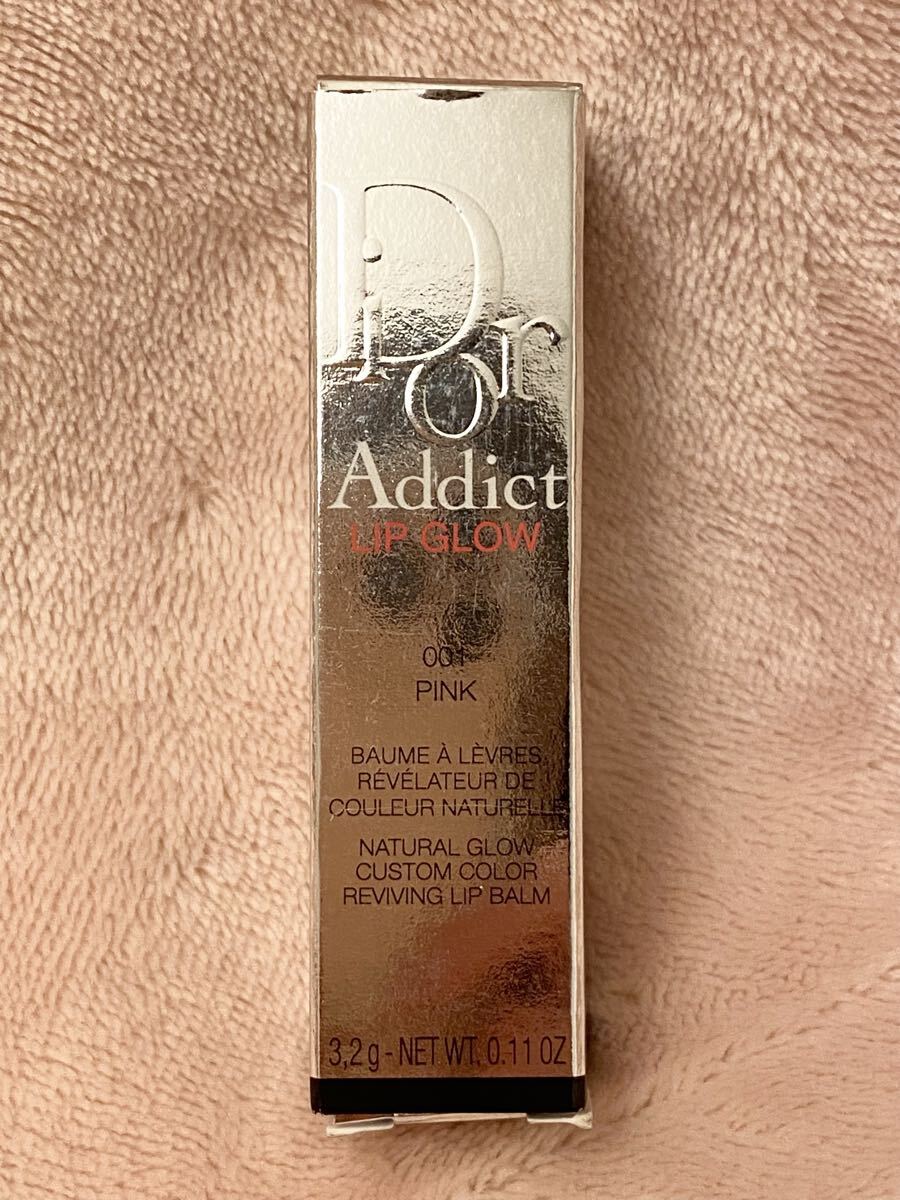 Dior
Addict
LIP GLOW
001
PINK
BAUME À LÈVRES
RÉVÉLATEUR DE
COULEUR NATURELLE
NATURAL GLOW
CUSTOM COLOR
REVIVING LIP BALM
3,2 g - NET WT. 0.11 OZ